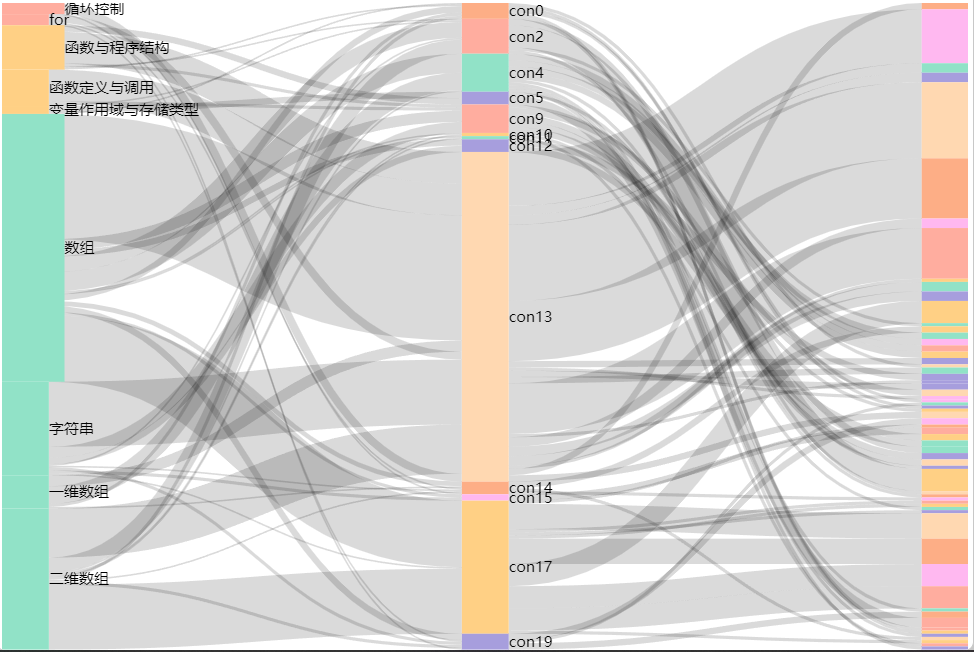 循环控制
for
函数与程序结构
函数定义与调用
变量作用域与存储类型
数组
字符串
一维数组
二维数组
con0
con2
con4
con5
con9
con10
con11
con12
con13
con14
con15
con17
con19